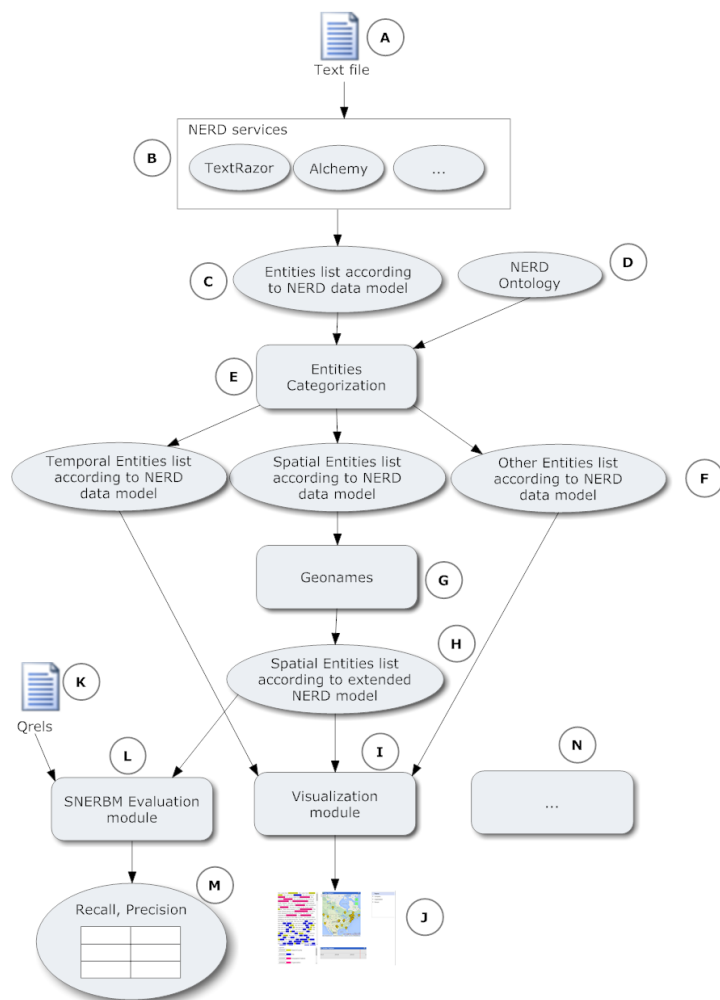 A
Text file
NERD services
B
TextRazor
Alchemy
...
C
Entities list according
to NERD data model
NERD
Ontology
D
E
Entities
Categorization
Temporal Entities list
according to NERD
data model
Spatial Entities list
according to NERD
data model
Other Entities list
according to NERD
data model
F
Geonames
G
H
Spatial Entities list
according to extended
NERD model
K
Qrels
L
I
N
SNERBM Evaluation
module
Visualization
module
...
M
Recall, Precision
J